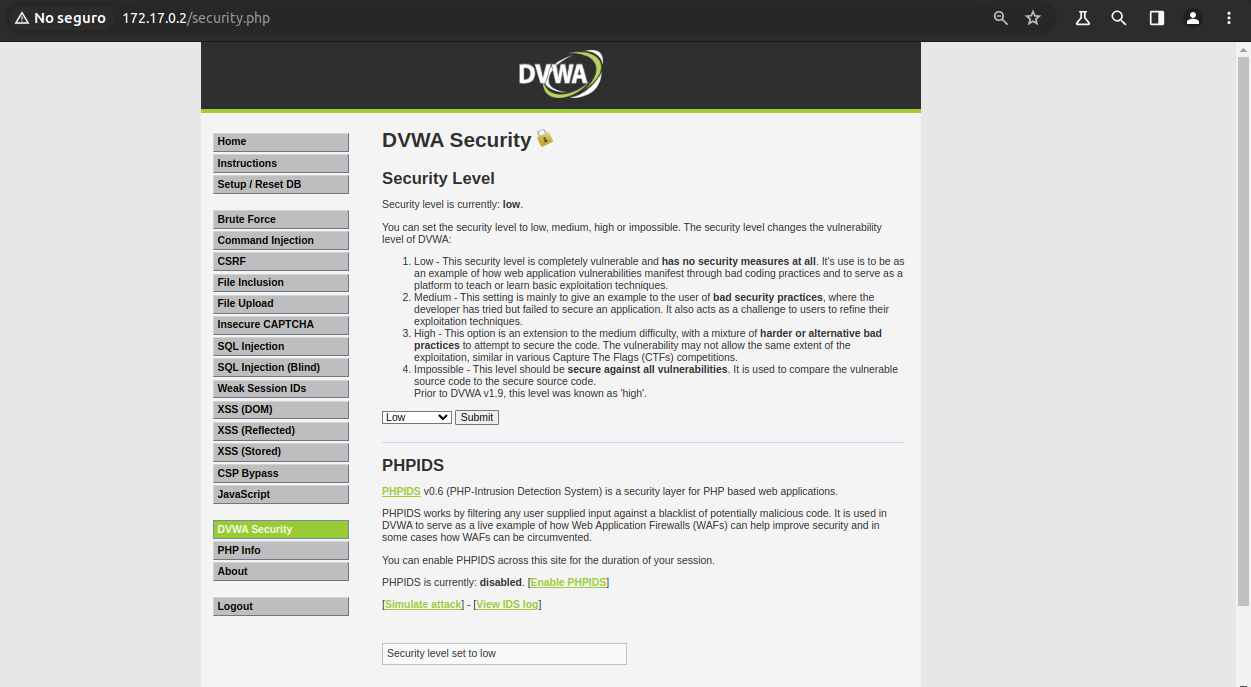 No seguro
172.17.0.2/security.php
DVWA
Home
Instructions
Setup / Reset DB
Brute Force
Command Injection
CSRF
File Inclusion
File Upload
Insecure CAPTCHA
SQL Injection
SQL Injection (Blind)
Weak Session IDs
XSS (DOM)
XSS (Reflected)
XSS (Stored)
CSP Bypass
JavaScript
DVWA Security
PHP Info
About
Logout
DVWA Security
Security Level
Security level is currently: low.
You can set the security level to low, medium, high or impossible. The security level changes the vulnerability
level of DVWA:
1. Low - This security level is completely vulnerable and has no security measures at all. It's use is to be as
an example of how web application vulnerabilities manifest through bad coding practices and to serve as a
platform to teach or learn basic exploitation techniques.
2. Medium - This setting is mainly to give an example to the user of bad security practices, where the
developer has tried but failed to secure an application. It also acts as a challenge to users to refine their
exploitation techniques.
3. High - This option is an extension to the medium difficulty, with a mixture of harder or alternative bad
practices to attempt to secure the code. The vulnerability may not allow the same extent of the
exploitation, similar in various Capture The Flags (CTFs) competitions.
4. Impossible - This level should be secure against all vulnerabilities. It is used to compare the vulnerable
source code to the secure source code.
Prior to DVWA v1.9, this level was known as 'high'.
Low Submit
PHPIDS
PHPIDS v0.6 (PHP-Intrusion Detection System) is a security layer for PHP based web applications.
PHPIDS works by filtering any user supplied input against a blacklist of potentially malicious code. It is used in
DVWA to serve as a live example of how Web Application Firewalls (WAFs) can help improve security and in
some cases how WAFs can be circumvented.
You can enable PHPIDS across this site for the duration of your session.
PHPIDS is currently: disabled. [Enable PHPIDS]
[Simulate attack] - [View IDS log]
Security level set to low